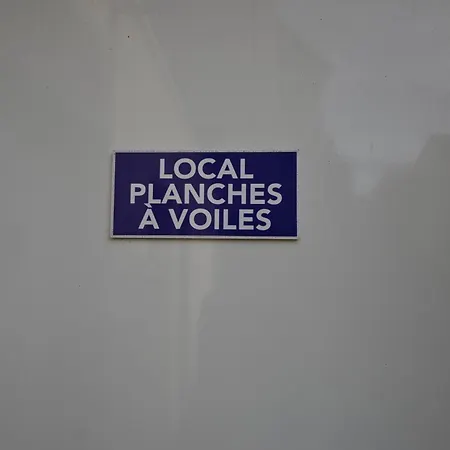 LOCAL
PLANCHES
À VOILES